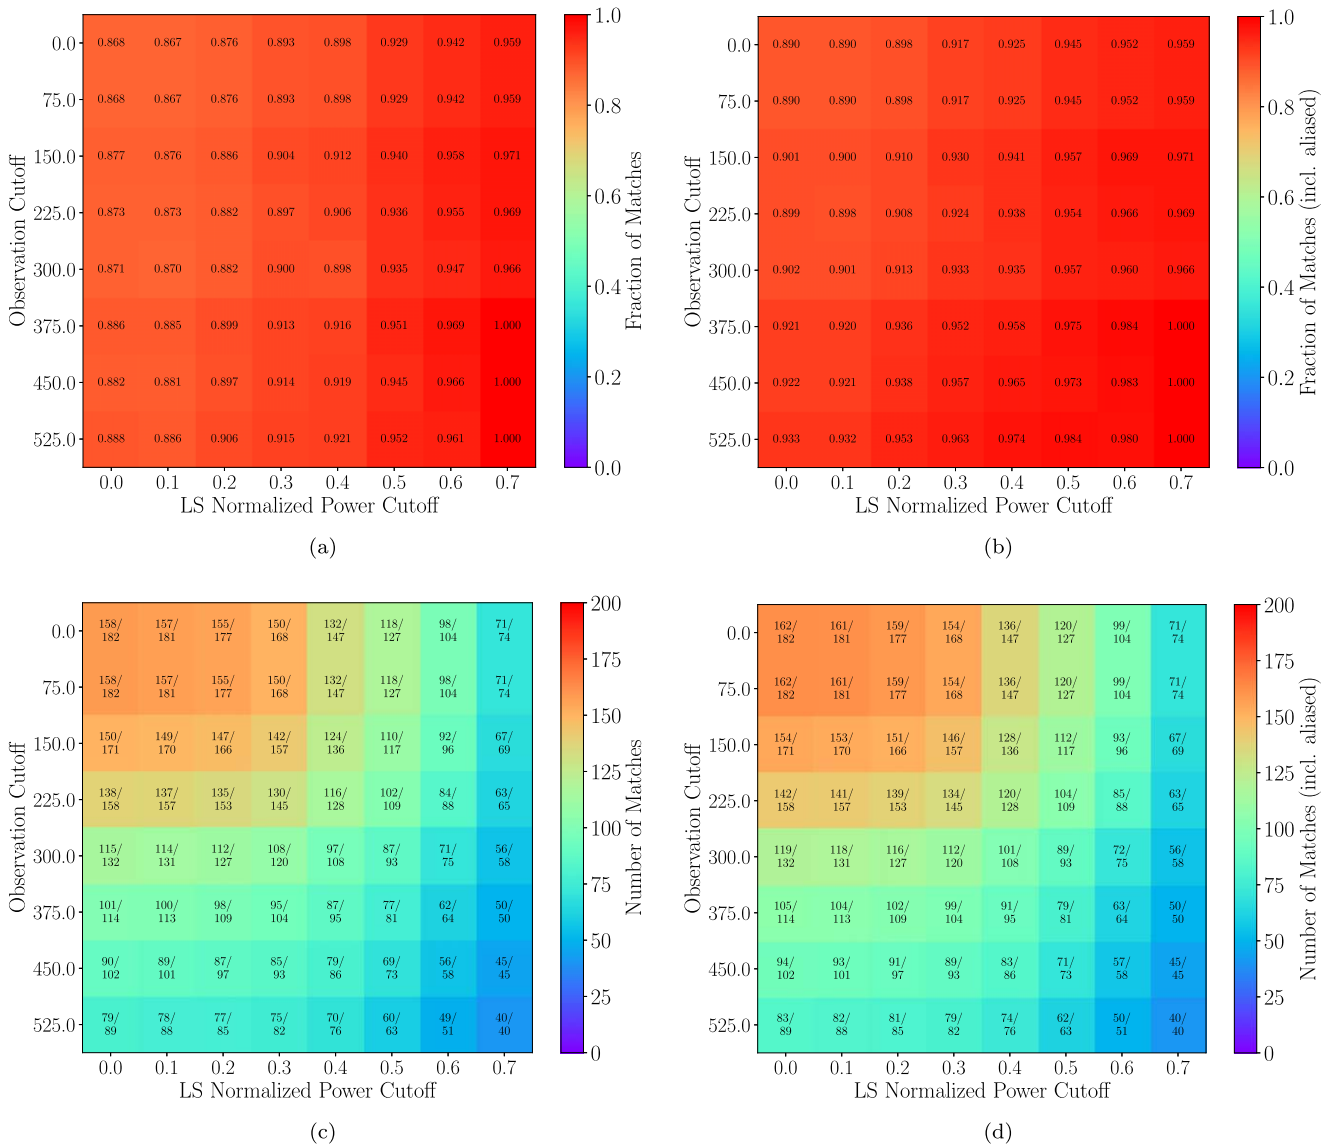 0.0 0.868 0.867 0.876 0.893 0.898 0.929 0.942 0.959
75.0 0.868 0.867 0.876 0.893 0.898 0.929 0.942 0.959
150.0 0.877 0.876 0.886 0.904 0.912 0.940 0.958 0.971
225.0 0.873 0.873 0.882 0.897 0.906 0.936 0.955 0.969
300.0 0.871 0.870 0.882 0.900 0.898 0.935 0.947 0.966
375.0 0.886 0.885 0.899 0.913 0.916 0.951 0.969 1.000
450.0 0.882 0.881 0.897 0.914 0.919 0.945 0.966 1.000
525.0 0.888 0.886 0.906 0.915 0.921 0.952 0.961 1.000
0.0 0.1 0.2 0.3 0.4 0.5 0.6 0.7
LS Normalized Power Cutoff
Observation Cutoff
1.0
0.8
0.6
0.4
0.2
0.0
Fraction of Matches
(a)
0.0 0.890 0.890 0.898 0.917 0.925 0.945 0.952 0.959
75.0 0.890 0.890 0.898 0.917 0.925 0.945 0.952 0.959
150.0 0.901 0.900 0.910 0.930 0.941 0.957 0.969 0.971
225.0 0.899 0.898 0.908 0.924 0.938 0.954 0.966 0.969
300.0 0.902 0.901 0.913 0.933 0.935 0.957 0.960 0.966
375.0 0.921 0.920 0.936 0.952 0.958 0.975 0.984 1.000
450.0 0.922 0.921 0.938 0.957 0.965 0.973 0.983 1.000
525.0 0.933 0.932 0.953 0.963 0.974 0.984 0.980 1.000
0.0 0.1 0.2 0.3 0.4 0.5 0.6 0.7
LS Normalized Power Cutoff
Observation Cutoff
1.0
0.8
0.6
0.4
0.2
0.0
Fraction of Matches (incl. aliased)
(b)
158/ 157/ 155/ 150/ 132/ 118/ 98/ 71/
0.0
182 181 177 168 147 127 104 74
158/ 157/ 155/ 150/ 132/ 118/ 98/ 71/
75.0
182 181 177 168 147 127 104 74
150/ 149/ 147/ 142/ 124/ 110/ 92/ 67/
150.0
171 170 166 157 136 117 96 69
138/ 137/ 135/ 130/ 116/ 102/ 84/ 63/
225.0
158 157 153 145 128 109 88 65
115/ 114/ 112/ 108/ 97/ 87/ 71/ 56/
300.0
132 131 127 120 108 93 75 58
101/ 100/ 98/ 95/ 87/ 77/ 62/ 50/
375.0
114 113 109 104 95 81 64 50
90/ 89/ 87/ 85/ 79/ 69/ 56/ 45/
450.0
102 101 97 93 86 73 58 45
79/ 78/ 77/ 75/ 70/ 60/ 49/ 40/
525.0
89 88 85 82 76 63 51 40
0.0 0.1 0.2 0.3 0.4 0.5 0.6 0.7
LS Normalized Power Cutoff
Observation Cutoff
200
175
150
125
100
75
50
25
0
Number of Matches
(c)
162/ 161/ 159/ 154/ 136/ 120/ 99/ 71/
0.0
182 181 177 168 147 127 104 74
162/ 161/ 159/ 154/ 136/ 120/ 99/ 71/
75.0
182 181 177 168 147 127 104 74
154/ 153/ 151/ 146/ 128/ 112/ 93/ 67/
150.0
171 170 166 157 136 117 96 69
142/ 141/ 139/ 134/ 120/ 104/ 85/ 63/
225.0
158 157 153 145 128 109 88 65
119/ 118/ 116/ 112/ 101/ 89/ 72/ 56/
300.0
132 131 127 120 108 93 75 58
105/ 104/ 102/ 99/ 91/ 79/ 63/ 50/
375.0
114 113 109 104 95 81 64 50
94/ 93/ 91/ 89/ 83/ 71/ 57/ 45/
450.0
102 101 97 93 86 73 58 45
83/ 82/ 81/ 79/ 74/ 62/ 50/ 40/
525.0
89 88 85 82 76 63 51 40
0.0 0.1 0.2 0.3 0.4 0.5 0.6 0.7
LS Normalized Power Cutoff
Observation Cutoff
200
175
150
125
100
75
50
25
0
Number of Matches (incl. aliased)
(d)